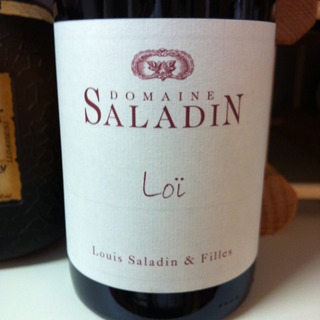 DOMAINE
SALADIN
Loï
Louis Saladin & Filles